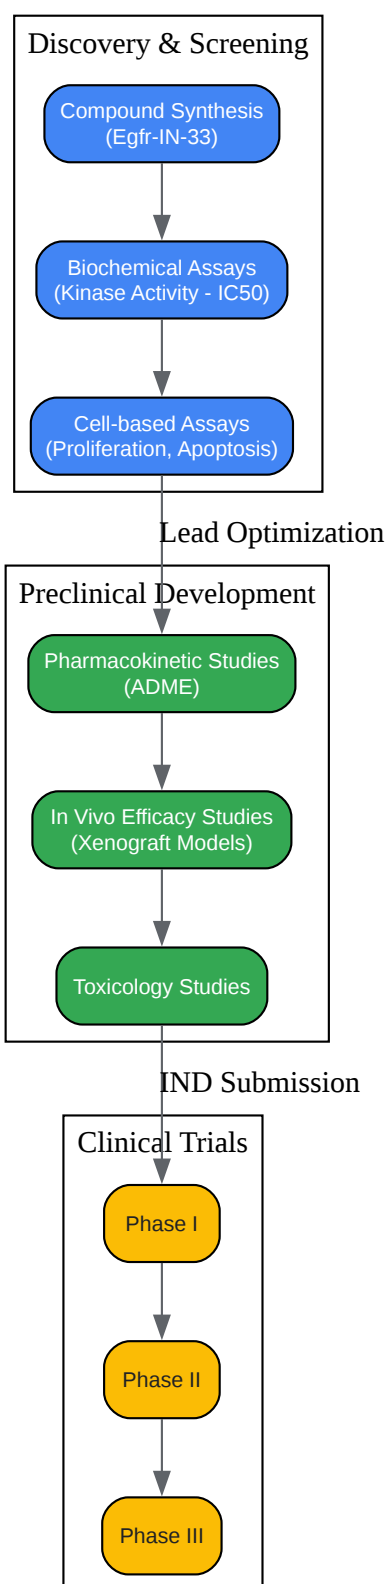 Discovery & Screening
Compound Synthesis
(Egfr-IN-33)
Biochemical Assays
(Kinase Activity - IC50)
Cell-based Assays
(Proliferation, Apoptosis)
Lead Optimization
Preclinical Development
Pharmacokinetic Studies
(ADME)
In Vivo Efficacy Studies
(Xenograft Models)
Toxicology Studies
IND Submission
Clinical Trials
Phase I
Phase II
Phase III